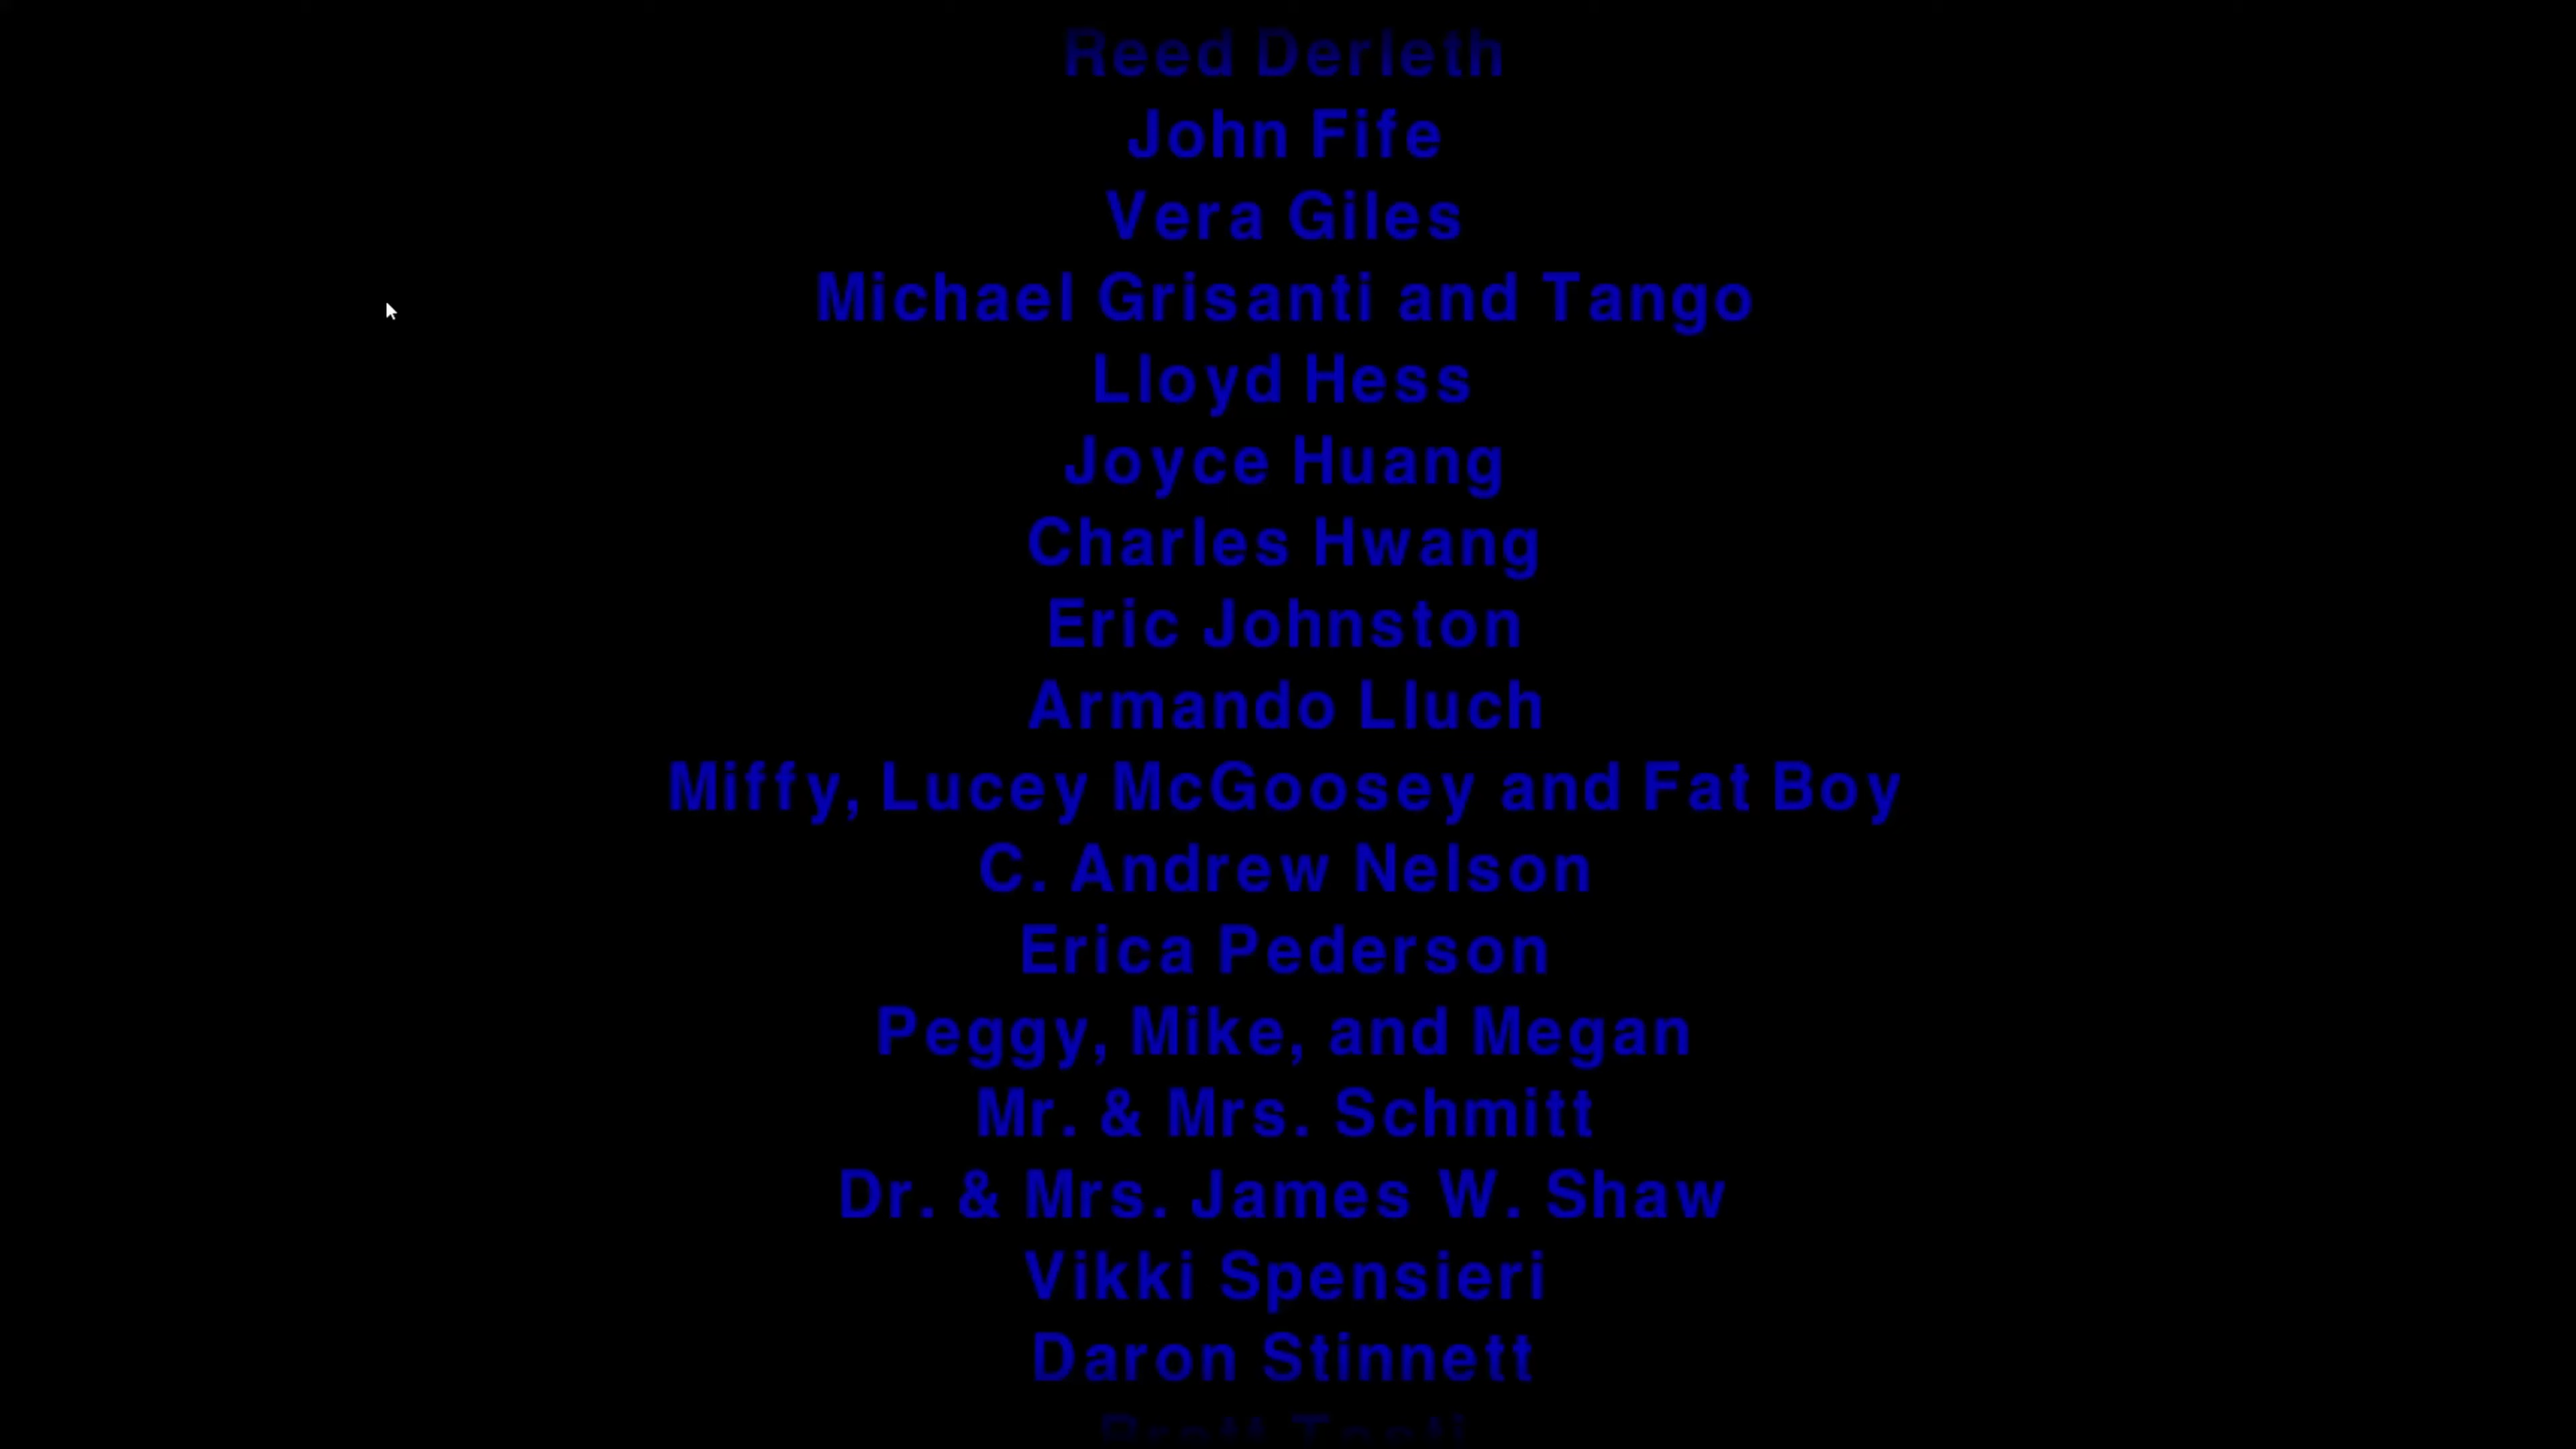 Reed Derleth
John Fife
Vera Giles
Michael Grisanti and Tango
Lloyd Hess
Joyce Huang
Charles Hwang
Eric Johnston
Armando Lluch
Miffy, Lucey McGoosey and Fat Boy
C. Andrew Nelson
Erica Pederson
Peggy, Mike, and Megan
Mr. & Mrs. Schmitt
Dr. & Mrs. James W. Shaw
Vikki Spensieri
Daron Stinnett